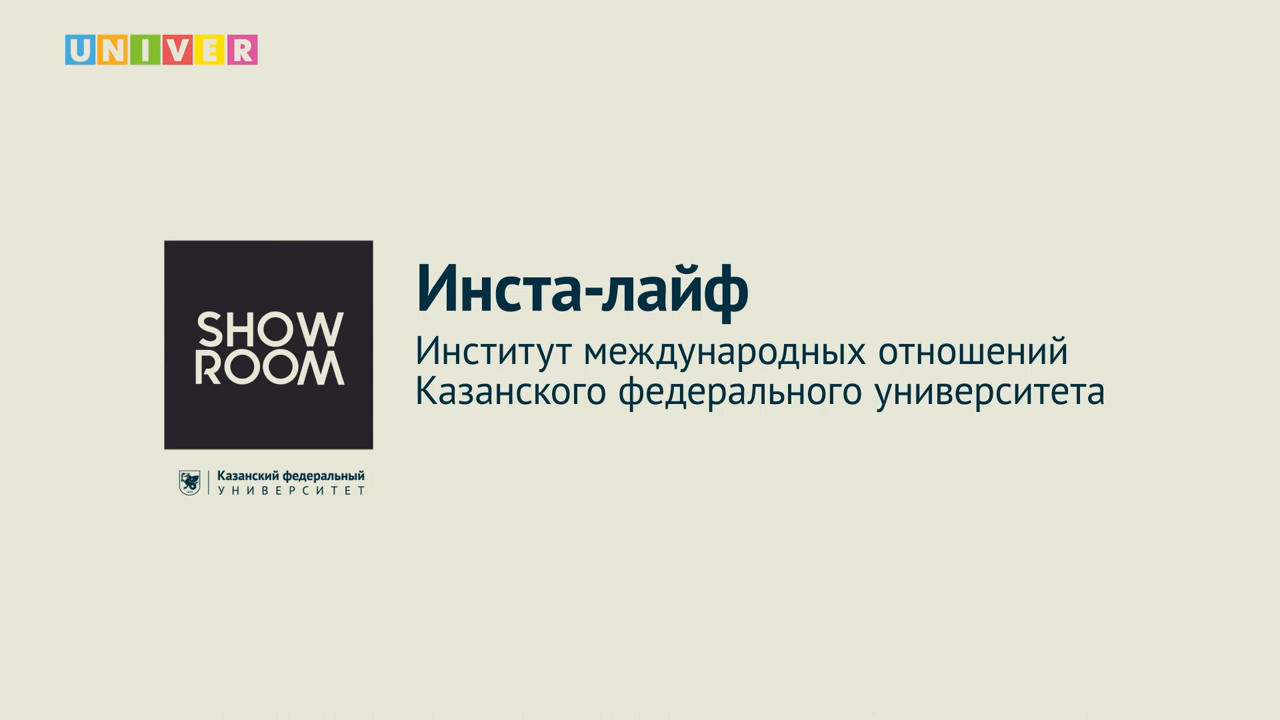 UNIVER
SHOW
ROOM
Казанский федеральный
УНИВЕРСИТЕТ
Инста-лайф
Институт международных отношений
Казанского федерального университета